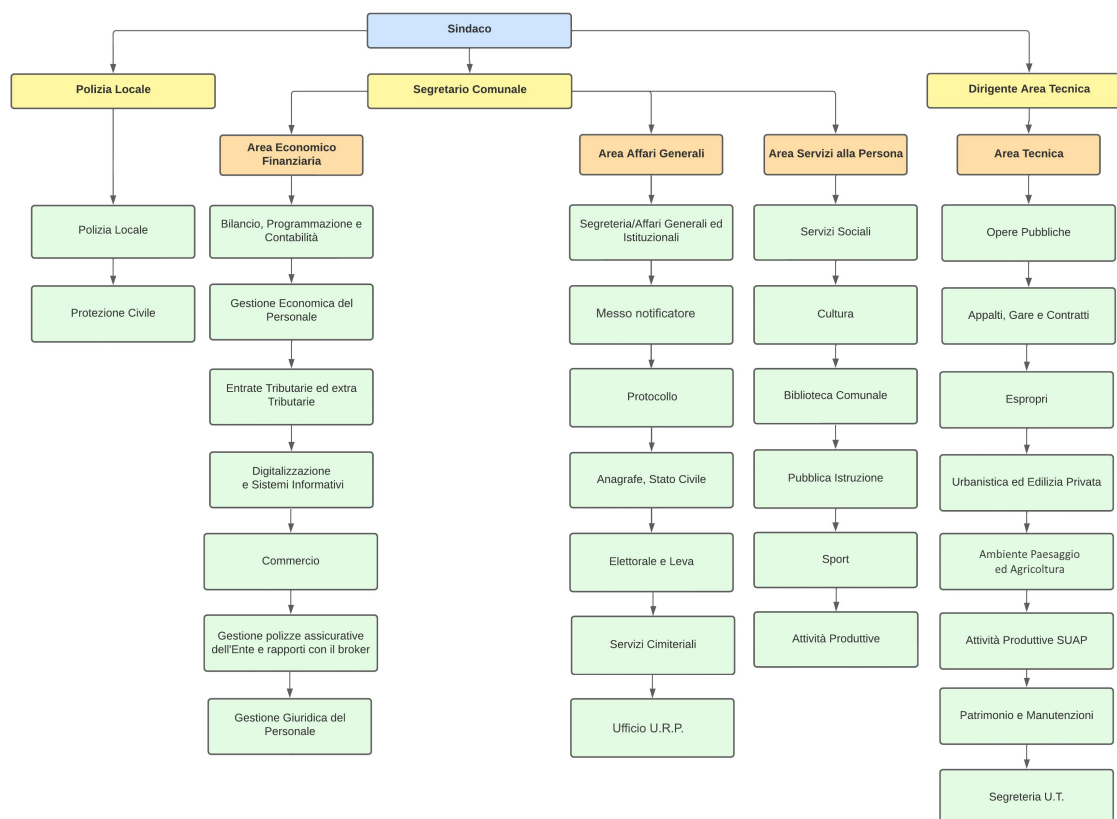 Sindaco
Polizia Locale
Segretario Comunale
Dirigente Area Tecnica
Area Economico
Finanziaria
Area Affari Generali
Area Servizi alla Persona
Area Tecnica
Polizia Locale
Bilancio, Programmazione e
Contabilità
Segreteria/Affari Generali ed
Istituzionali
Servizi Sociali
Opere Pubbliche
Protezione Civile
Gestione Economica del
Personale
Messo notificatore
Cultura
Appalti, Gare e Contratti
Entrate Tributarie ed extra
Tributarie
Protocollo
Biblioteca Comunale
Espropri
Digitalizzazione
e Sistemi Informativi
Anagrafe, Stato Civile
Pubblica Istruzione
Urbanistica ed Edilizia Privata
Commercio
Elettorale e Leva
Sport
Ambiente Paesaggio
ed Agricoltura
Gestione polizze assicurative
dell'Ente e rapporti con il broker
Servizi Cimiteriali
Attività Produttive
Attività Produttive SUAP
Gestione Giuridica del
Personale
Ufficio U.R.P.
Patrimonio e Manutenzioni
Segreteria U.T.